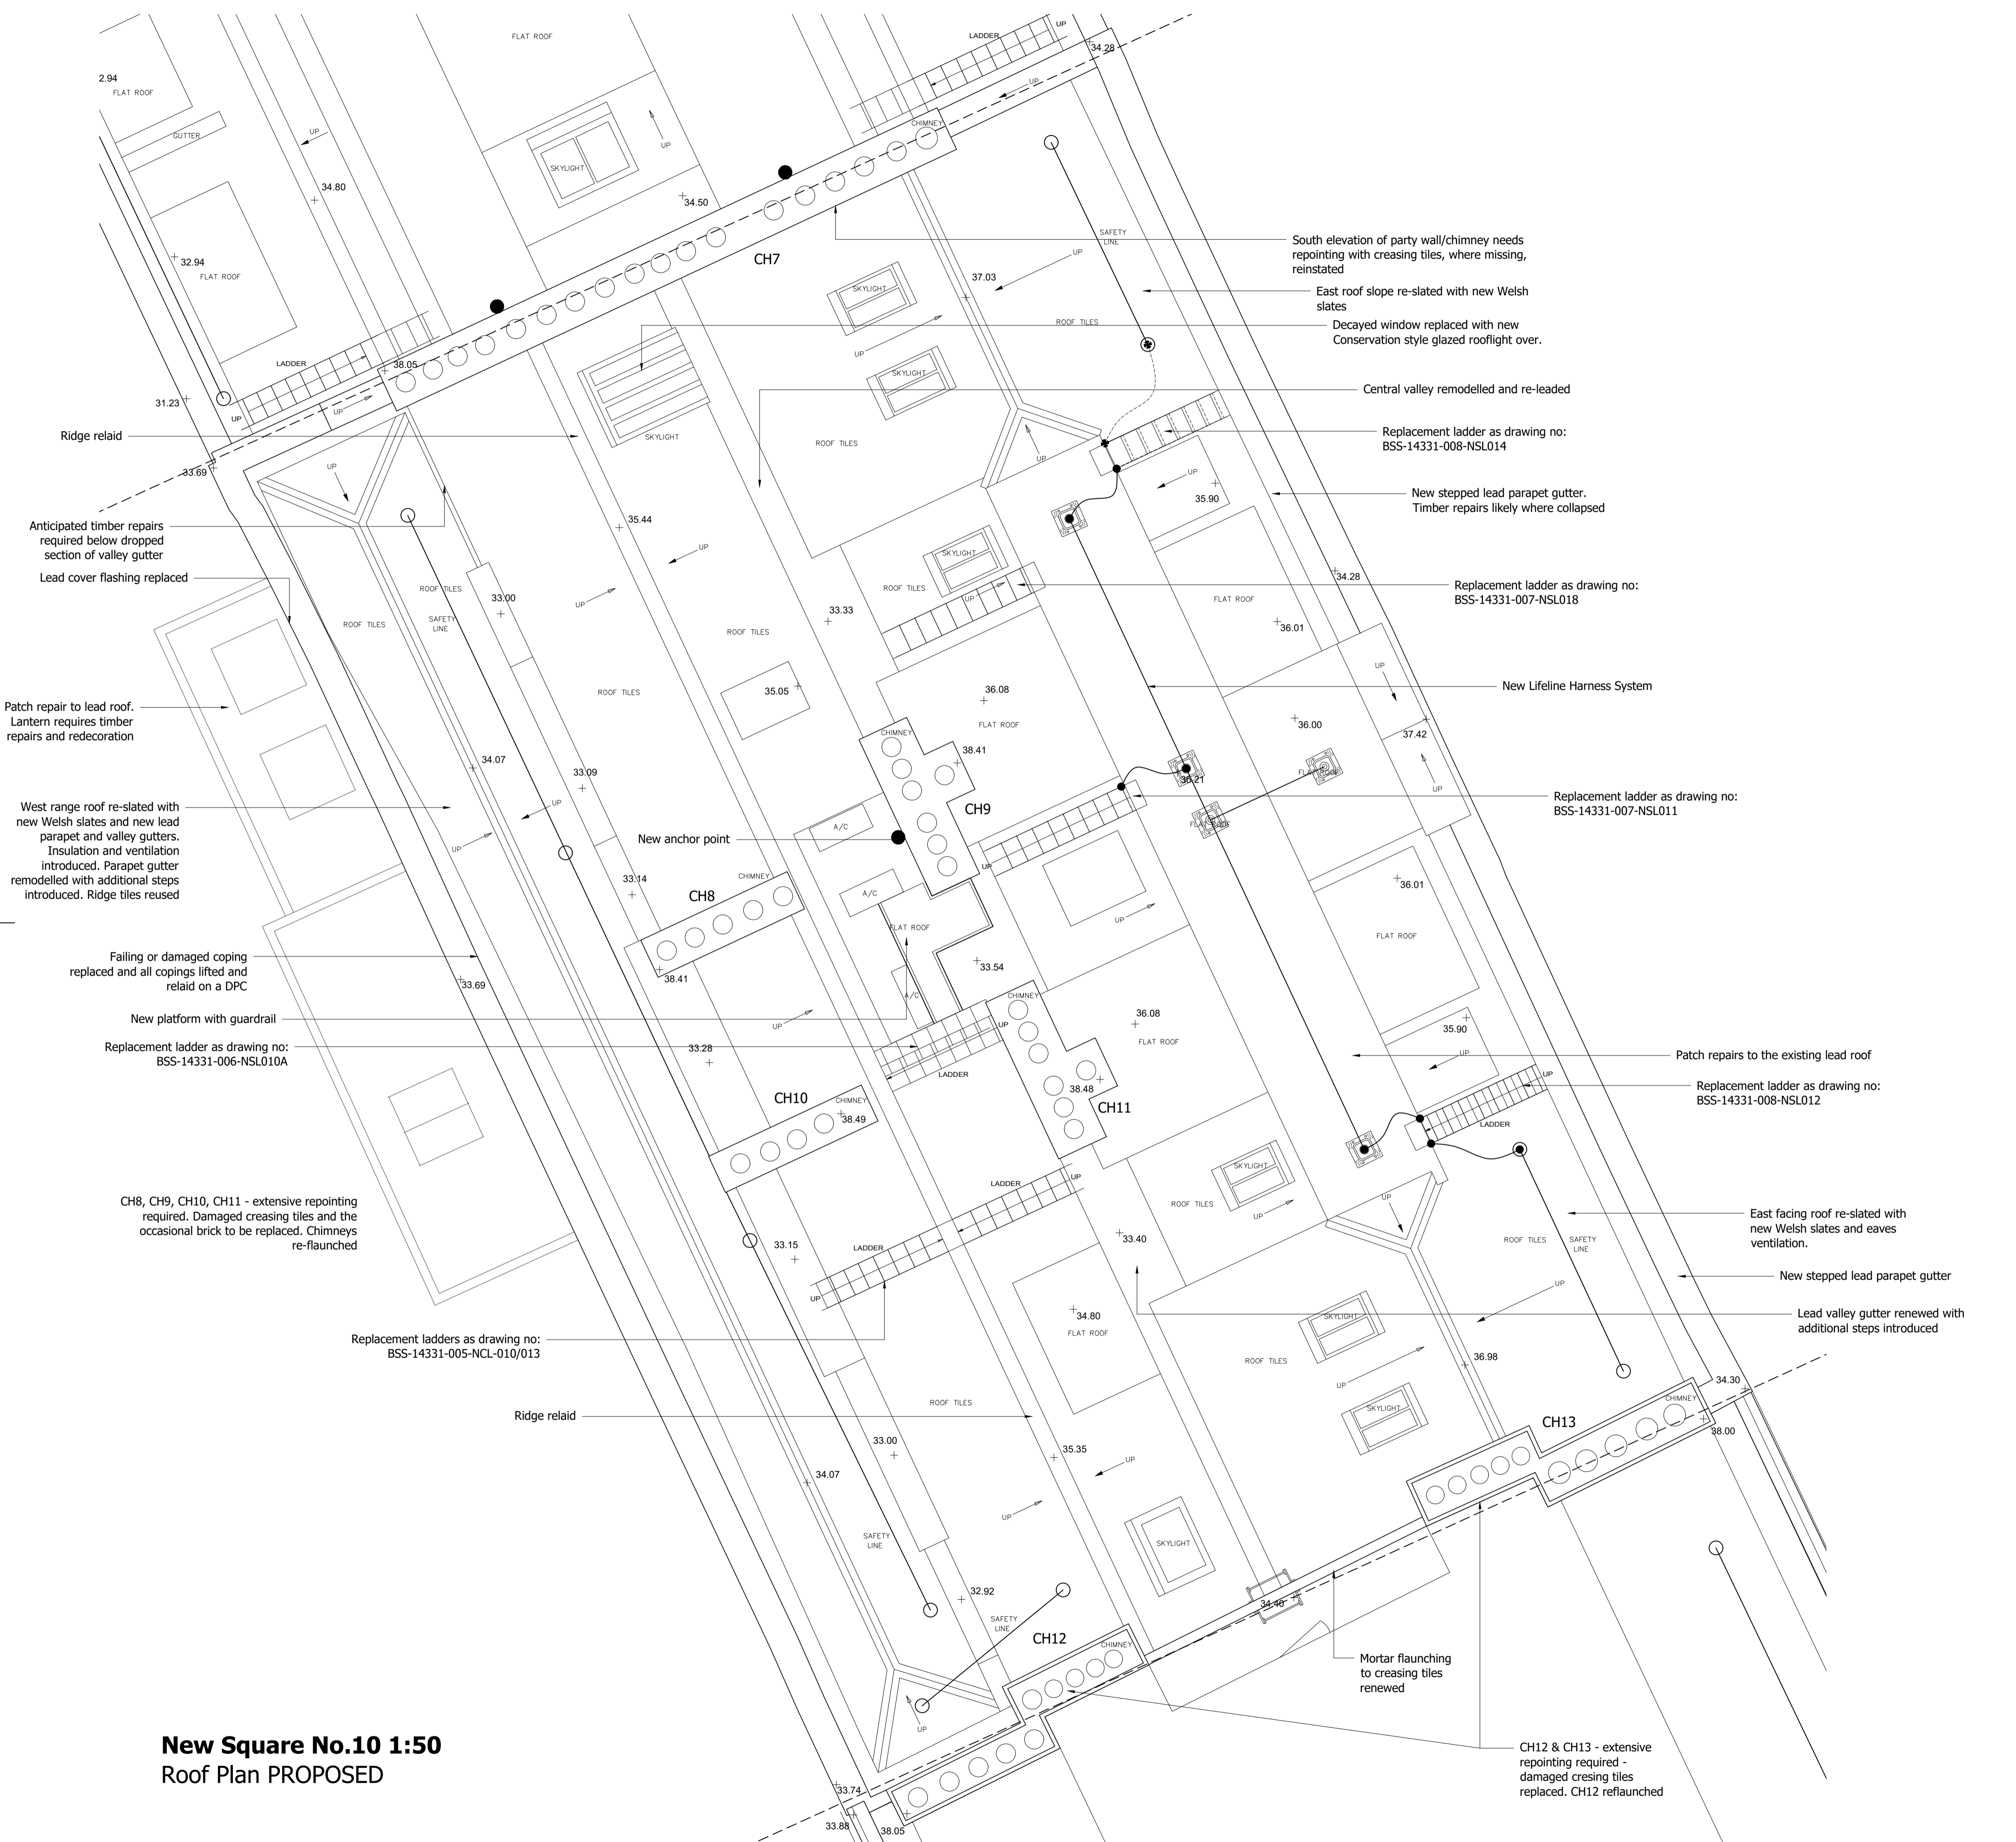 FLAT ROOF
LADDER
UP
34.28
2.94
FLAT ROOF
UP
CHIMNEY
GUTTER
UP
UP
SKYLIGHT
34.80
34.50
SAFETY
LINE
South elevation of party wall/chimney needs
repointing with creasing tiles, where missing,
reinstated
UP
CH7
32.94
FLAT ROOF
37.03
SKYLIGHT
East roof slope re-slated with new Welsh
slates
ROOF TILES
Decayed window replaced with new
Conservation style glazed rooflight over.
UP
LADDER
38.05
SKYLIGHT
Central valley remodelled and re-leaded
31.23
UP
UP
Ridge relaid
SKYLIGHT
ROOF TILES
Replacement ladder as drawing no:
BSS-14331-008-NSL014
UP
UP
33.69
UP
35.90
New stepped lead parapet gutter.
Timber repairs likely where collapsed
35.44
Anticipated timber repairs
required below dropped
section of valley gutter
UP
SKYLIGHT
Lead cover flashing replaced
34.28
ROOF TILES
ROOF TILES
Replacement ladder as drawing no:
BSS-14331-007-NSL018
33.00
UP
UP
FLAT ROOF
33.33
SAFETY
LINE
ROOF TILES
ROOF TILES
36.01
UP
ROOF TILES
35.05
36.08
New Lifeline Harness System
Patch repair to lead roof.
Lantern requires timber
repairs and redecoration
FLAT ROOF
36.00
CHIMNEY
37.42
38.41
34.07
33.09
FLAT ROOF
36.21
UP
West range roof re-slated with
new Welsh slates and new lead
parapet and valley gutters.
Insulation and ventilation
introduced. Parapet gutter
remodelled with additional steps
introduced. Ridge tiles reused
UP
CH9
Replacement ladder as drawing no:
BSS-14331-007-NSL011
A/C
FLAT ROOF
New anchor point
UP
UP
33.14
CHIMNEY
CH8
A/C
36.01
UP
FLAT ROOF
FLAT ROOF
Failing or damaged coping
replaced and all copings lifted and
relaid on a DPC
33.54
38.41
33.69
A/C
CHIMNEY
New platform with guardrail
UP
UP
36.08
35.90
Replacement ladder as drawing no:
BSS-14331-006-NSL010A
33.28
FLAT ROOF
UP
Patch repairs to the existing lead roof
LADDER
UP
Replacement ladder as drawing no:
BSS-14331-008-NSL012
38.48
CH10
CHIMNEY
CH11
38.49
LADDER
SKYLIGHT
LADDER
UP
CH8, CH9, CH10, CH11 - extensive repointing
required. Damaged creasing tiles and the
occasional brick to be replaced. Chimneys
re-flaunched
UP
ROOF TILES
UP
East facing roof re-slated with
new Welsh slates and eaves
ventilation.
33.15
LADDER
33.40
ROOF TILES
SAFETY
LINE
New stepped lead parapet gutter
UP
UP
34.80
FLAT ROOF
SKYLIGHT
Lead valley gutter renewed with
additional steps introduced
Replacement ladders as drawing no:
BSS-14331-005-NCL-010/013
ROOF TILES
36.98
UP
34.30
ROOF TILES
CHIMNEY
SKYLIGHT
Ridge relaid
CH13
38.00
33.00
35.35
UP
34.07
UP
SAFETY
LINE
SKYLIGHT
32.92
34.40
SAFETY
LINE
CH12
CHIMNEY
Mortar flaunching
to creasing tiles
renewed
UP
New Square No.10 1:50
Roof Plan PROPOSED
CH12 & CH13 - extensive
repointing required -
damaged cresing tiles
replaced. CH12 reflaunched
33.74
33.88
38.05